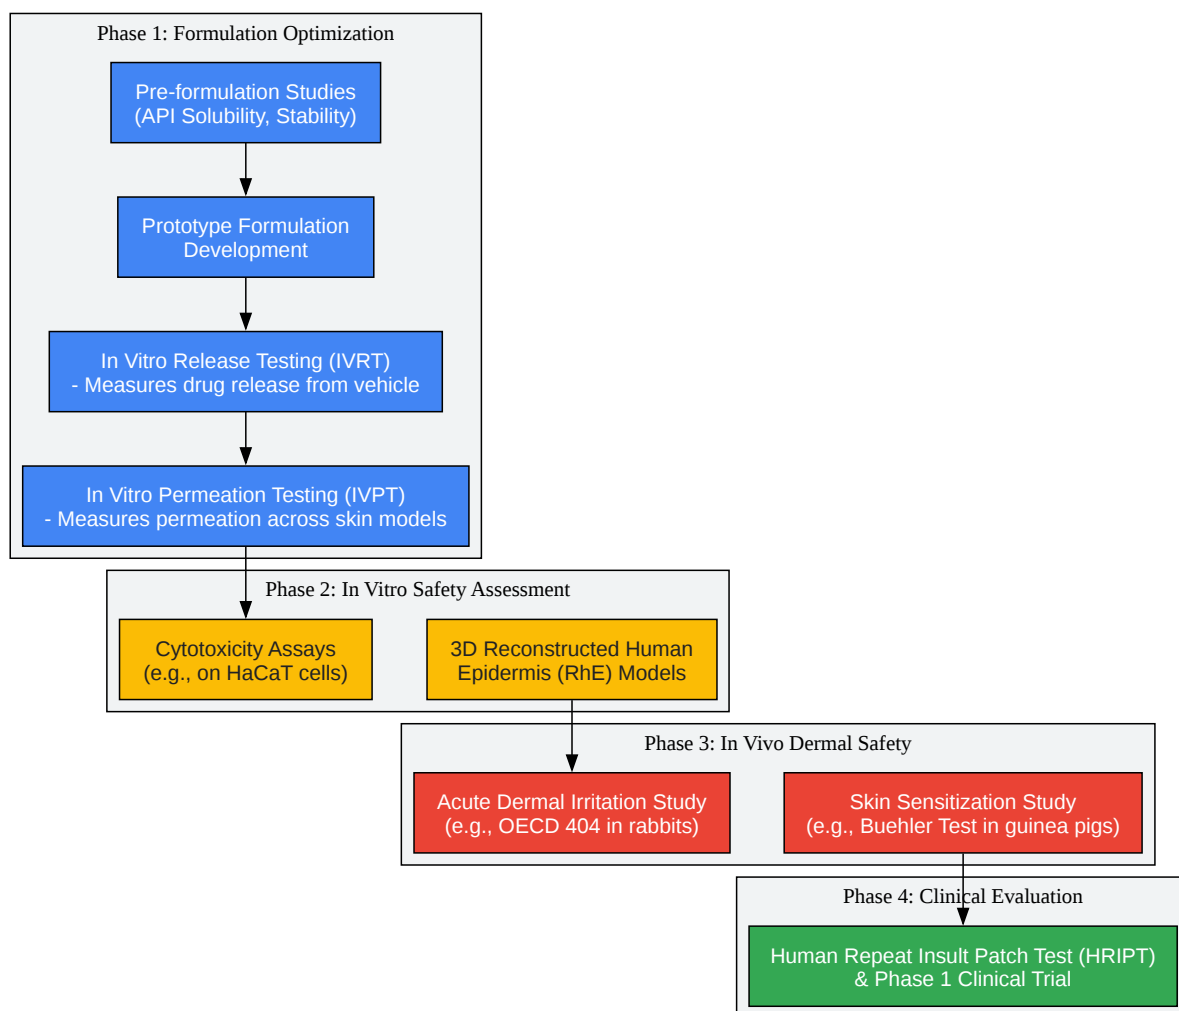 Phase 1: Formulation Optimization
Pre-formulation Studies
(API Solubility, Stability)
Prototype Formulation
Development
In Vitro Release Testing (IVRT)
- Measures drug release from vehicle
In Vitro Permeation Testing (IVPT)
- Measures permeation across skin models
Phase 2: In Vitro Safety Assessment
Cytotoxicity Assays
(e.g., on HaCaT cells)
3D Reconstructed Human
Epidermis (RhE) Models
Phase 3: In Vivo Dermal Safety
Acute Dermal Irritation Study
(e.g., OECD 404 in rabbits)
Skin Sensitization Study
(e.g., Buehler Test in guinea pigs)
Phase 4: Clinical Evaluation
Human Repeat Insult Patch Test (HRIPT)
& Phase 1 Clinical Trial